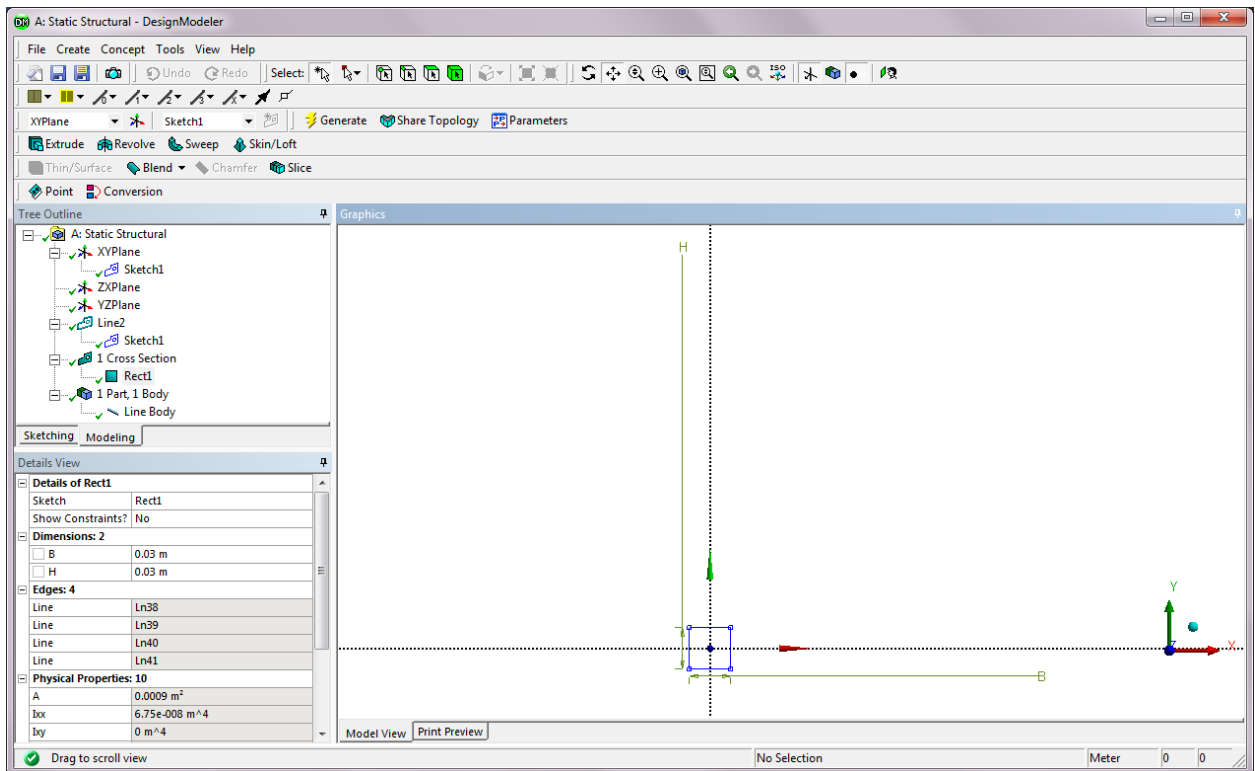 DM A: Static Structural - DesignModeler
File Create Concept Tools View Help
Undo Redo Select: ISO
XYPlane Sketch1 Generate Share Topology Parameters
Extrude Revolve Sweep Skin/Loft
Thin/Surface Blend Chamfer Slice
Point Conversion
Tree Outline
Graphics
A: Static Structural
XYPlane
Sketch1
ZXPlane
YZPlane
Line2
Sketch1
1 Cross Section
Rect1
1 Part, 1 Body
Line Body
Sketching Modeling
Details View
Details of Rect1
Sketch Rect1
Show Constraints? No
Dimensions: 2
B 0.03 m
H 0.03 m
Edges: 4
Line Ln38
Line Ln39
Line Ln40
Line Ln41
Physical Properties: 10
A 0.0009 m²
Ixx 6.75e-008 m^4
Ixy 0 m^4
H
B
Y
Z
X
Model View Print Preview
Drag to scroll view No Selection Meter 0 0